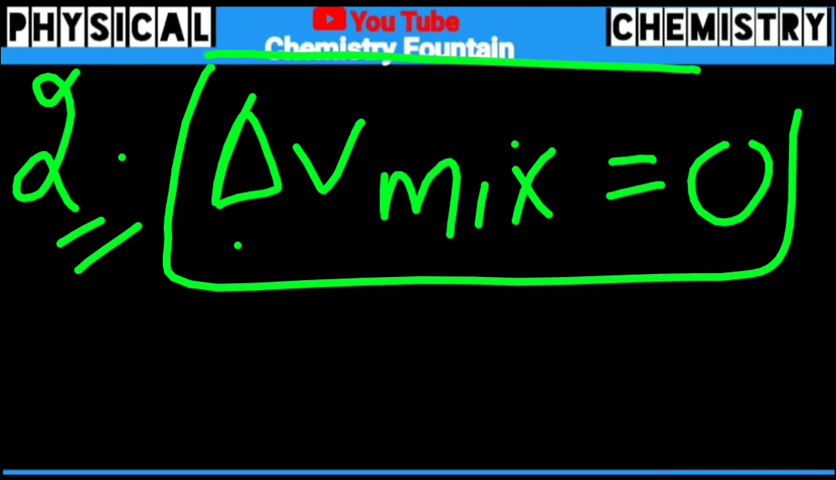 PHYSICAL
You Tube
Chemistry Fountain
CHEMISTRY
2. ΔVmix = 0